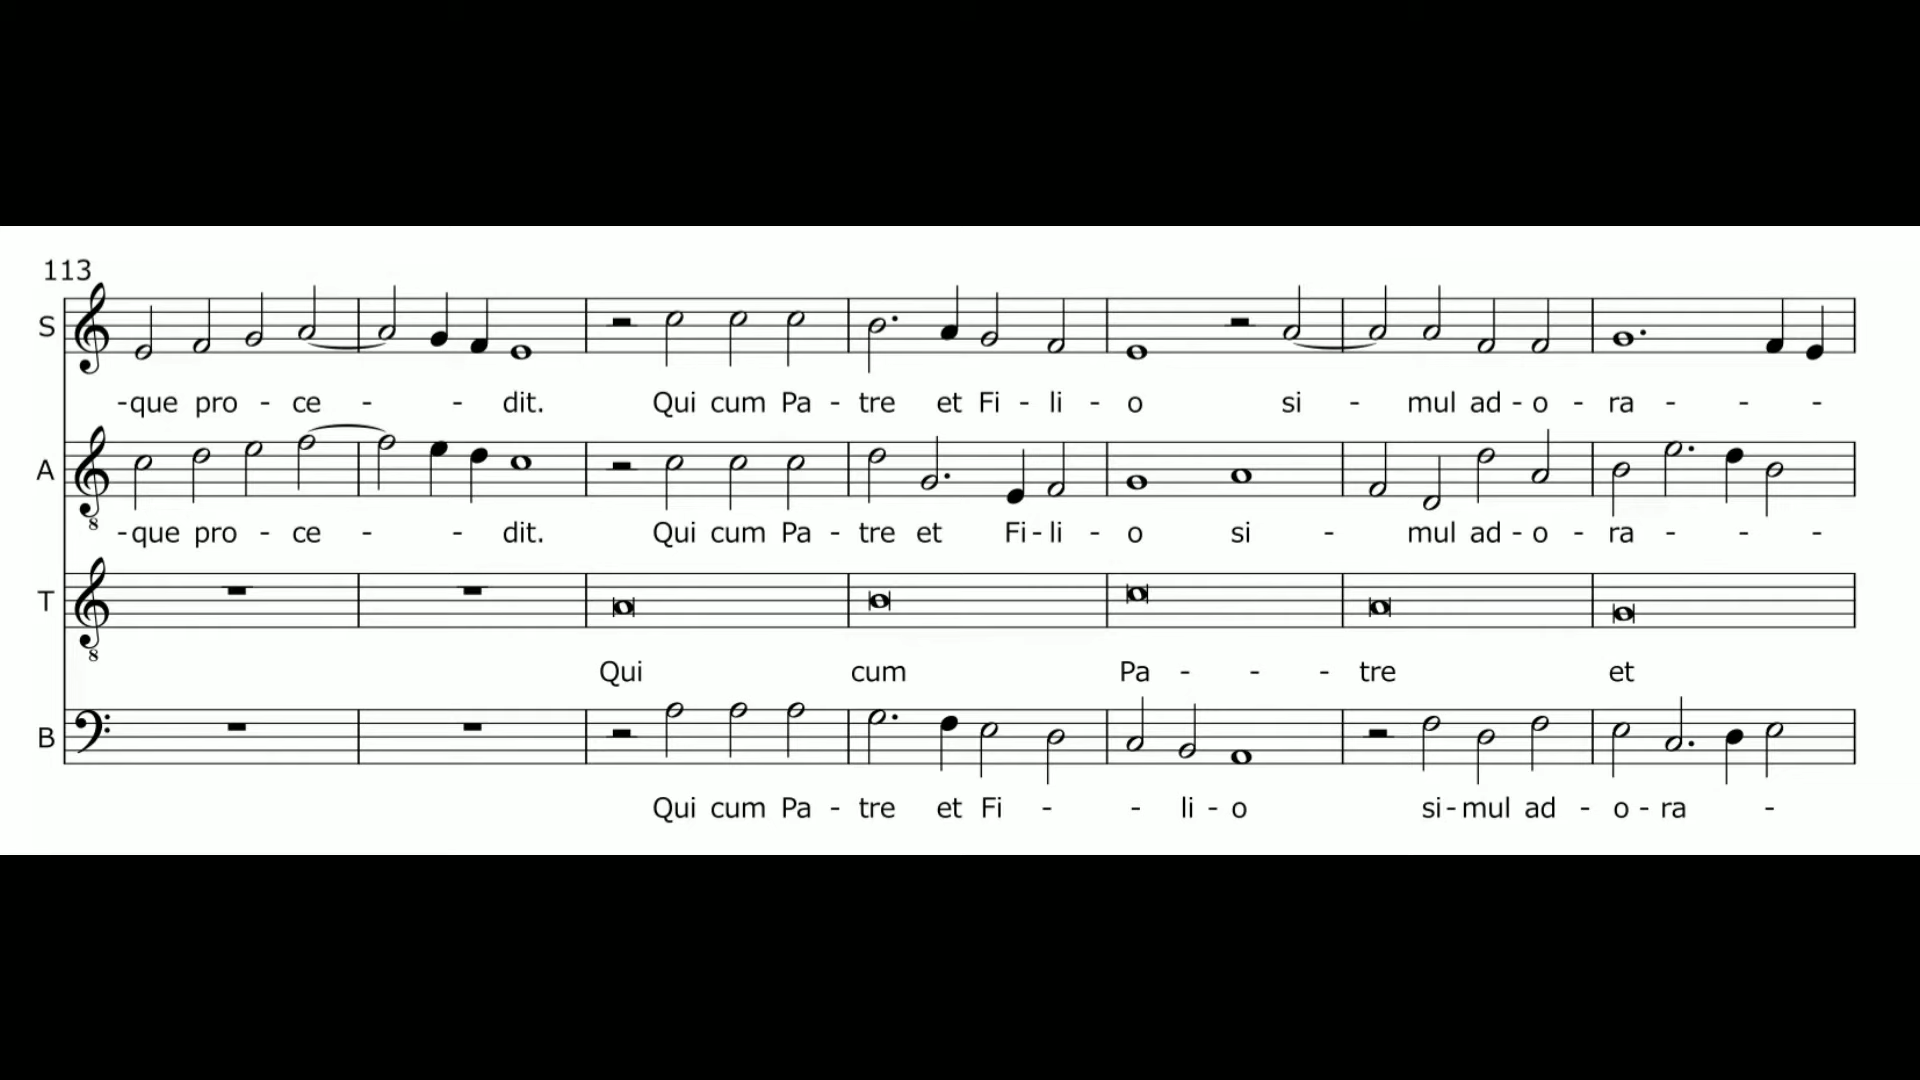 113
S
-que pro - ce - - dit. Qui cum Pa - tre et Fi - li - o si - mul ad - o - ra - - -
A
8
-que pro - ce - - dit. Qui cum Pa - tre et Fi - li - o si - mul ad - o - ra - - -
T
8
Qui cum Pa - - - tre et
B
Qui cum Pa - tre et Fi - - li - o si - mul ad - o - ra -